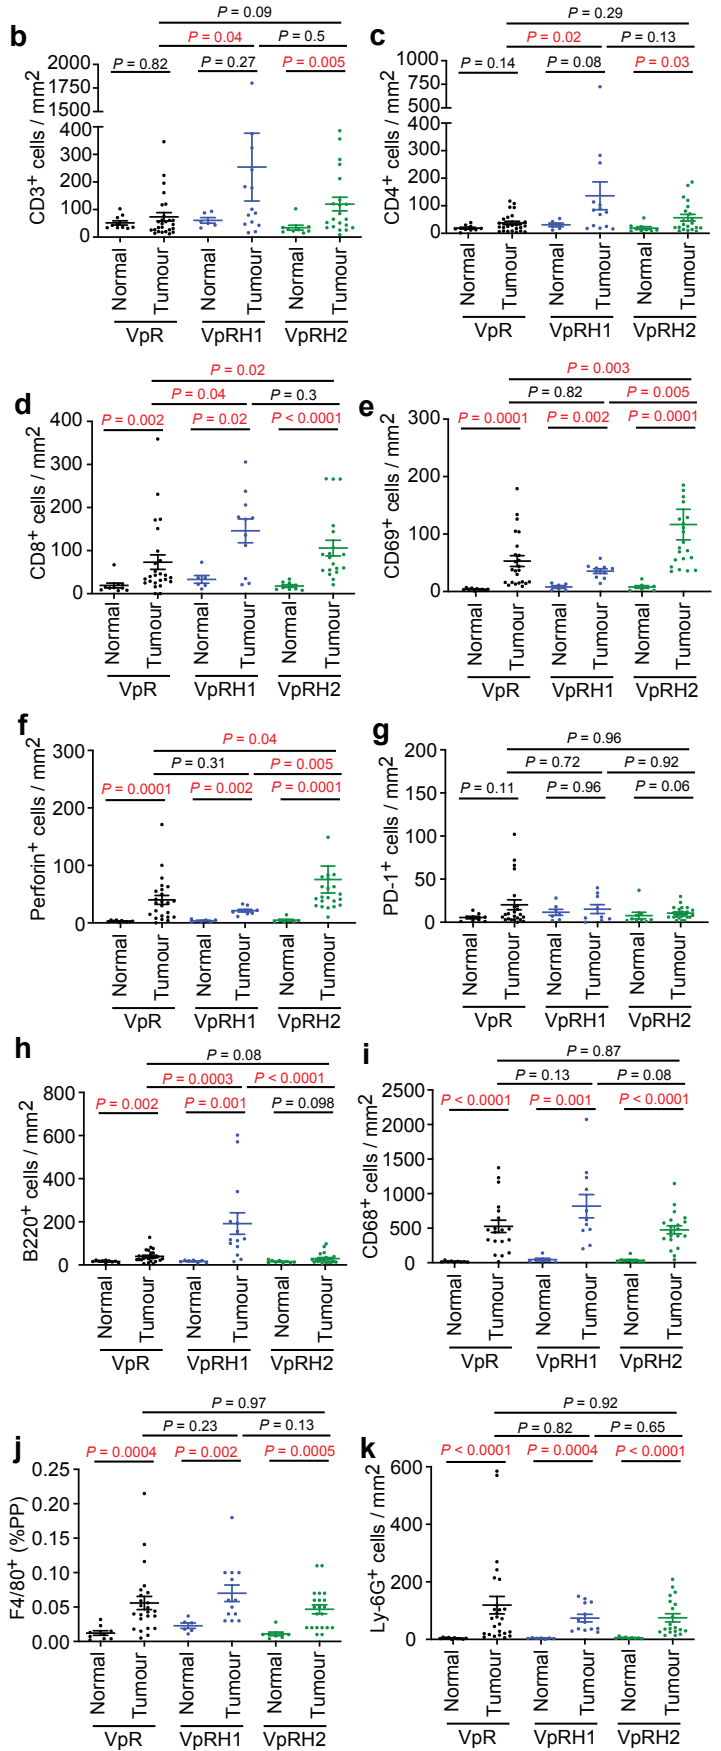 P = 0.09
P = 0.04
P = 0.5
b
P = 0.82
P = 0.27
P = 0.005
CD3+ cells / mm2
2000
1750
1500
400
300
200
100
0
Normal
Tumour
Normal
Tumour
Normal
Tumour
VpR
VpRH1
VpRH2
P = 0.29
P = 0.02
P = 0.13
c
P = 0.14
P = 0.08
P = 0.03
CD4+ cells / mm2
1000
750
500
400
300
200
100
0
Normal
Tumour
Normal
Tumour
Normal
Tumour
VpR
VpRH1
VpRH2
P = 0.02
P = 0.04
P = 0.3
d
P = 0.002
P = 0.02
P < 0.0001
CD8+ cells / mm2
400
300
200
100
0
Normal
Tumour
Normal
Tumour
Normal
Tumour
VpR
VpRH1
VpRH2
P = 0.003
P = 0.82
P = 0.005
e
P = 0.0001
P = 0.002
P = 0.0001
CD69+ cells / mm2
300
200
100
0
Normal
Tumour
Normal
Tumour
Normal
Tumour
VpR
VpRH1
VpRH2
f
P = 0.04
P = 0.31
P = 0.005
P = 0.0001
P = 0.002
P = 0.0001
Perforin+ cells / mm2
300
200
100
0
Normal
Tumour
Normal
Tumour
Normal
Tumour
VpR
VpRH1
VpRH2
g
P = 0.96
P = 0.72
P = 0.92
P = 0.11
P = 0.96
P = 0.06
PD-1+ cells / mm2
200
150
100
50
0
Normal
Tumour
Normal
Tumour
Normal
Tumour
VpR
VpRH1
VpRH2
h
P = 0.08
P = 0.0003
P < 0.0001
P = 0.002
P = 0.001
P = 0.098
B220+ cells / mm2
800
600
400
200
0
Normal
Tumour
Normal
Tumour
Normal
Tumour
VpR
VpRH1
VpRH2
i
P = 0.87
P = 0.13
P = 0.08
P < 0.0001
P = 0.001
P < 0.0001
CD68+ cells / mm2
2500
2000
1500
1000
500
0
Normal
Tumour
Normal
Tumour
Normal
Tumour
VpR
VpRH1
VpRH2
P = 0.97
P = 0.23
P = 0.13
j
P = 0.0004
P = 0.002
P = 0.0005
F4/80+ (%PP)
0.25
0.20
0.15
0.10
0.05
0.00
Normal
Tumour
Normal
Tumour
Normal
Tumour
VpR
VpRH1
VpRH2
P = 0.92
P = 0.82
P = 0.65
k
P < 0.0001
P = 0.0004
P < 0.0001
Ly-6G+ cells / mm2
600
400
200
0
Normal
Tumour
Normal
Tumour
Normal
Tumour
VpR
VpRH1
VpRH2